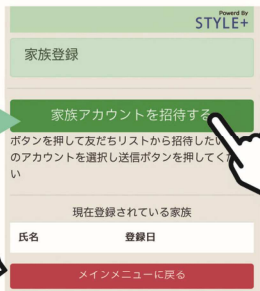 Powerd By
STYLE+
家族登録
家族アカウントを招待する
ボタンを押して友だちリストから招待したい
のアカウントを選択し送信ボタンを押してくだ
い
現在登録されている家族
氏名 登録日
メインメニューに戻る